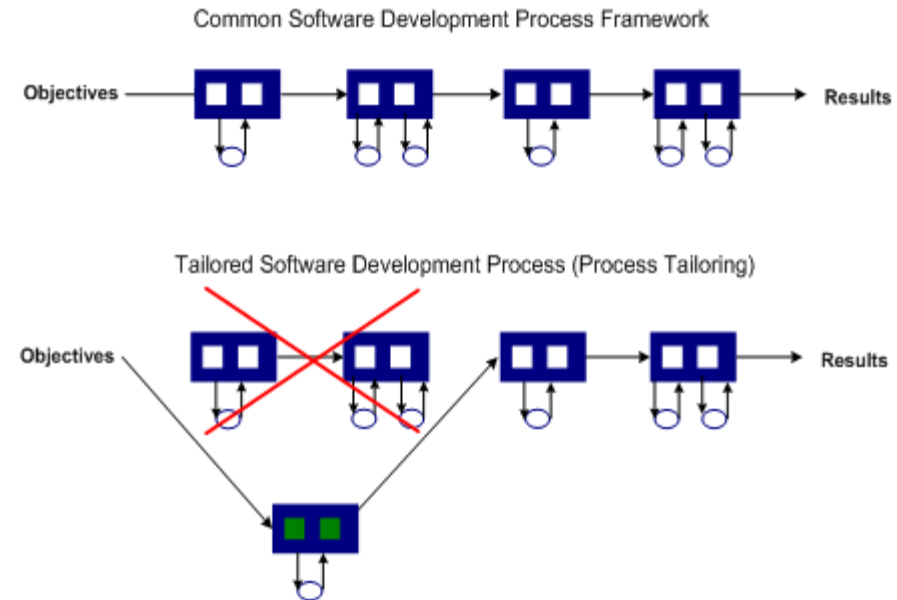 Common Software Development Process Framework
Objectives
Results
Tailored Software Development Process (Process Tailoring)
Objectives
Results